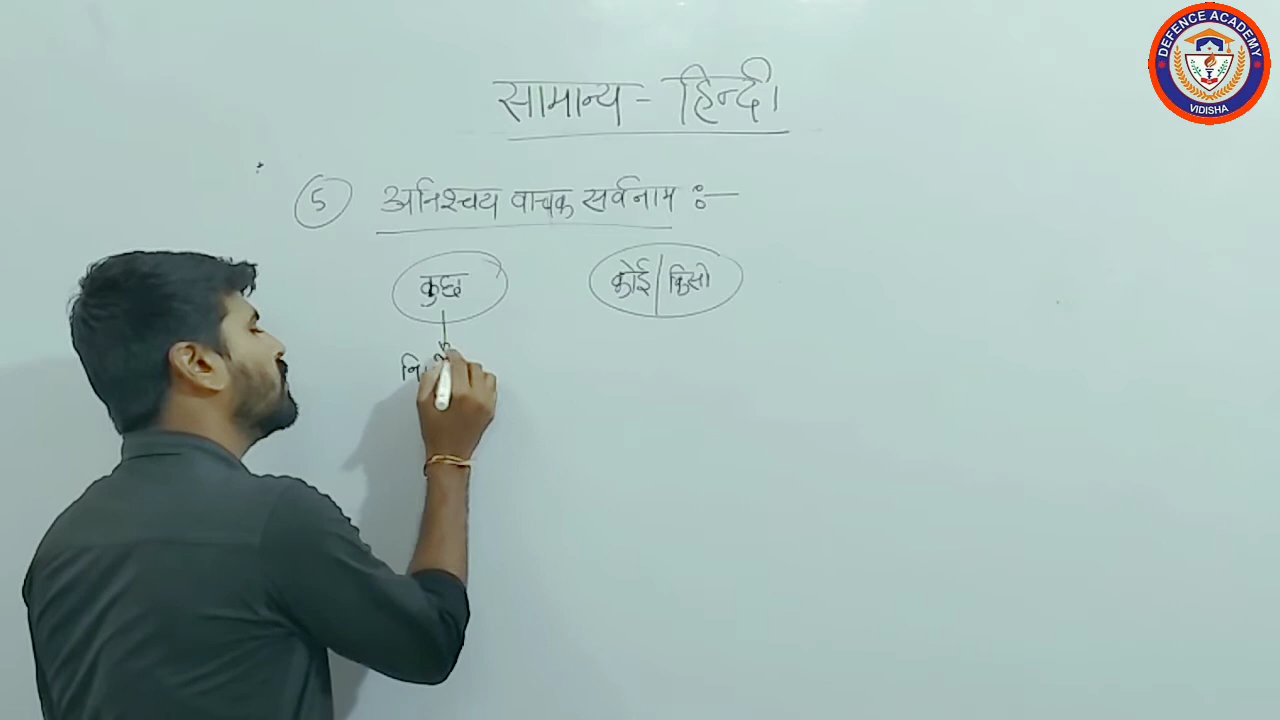 DEFENCE ACADEMY
VIDISHA
सामान्य - हिन्दी
5 अनिश्चय वाचक सर्वनाम :-
कुछ कोई | किसी